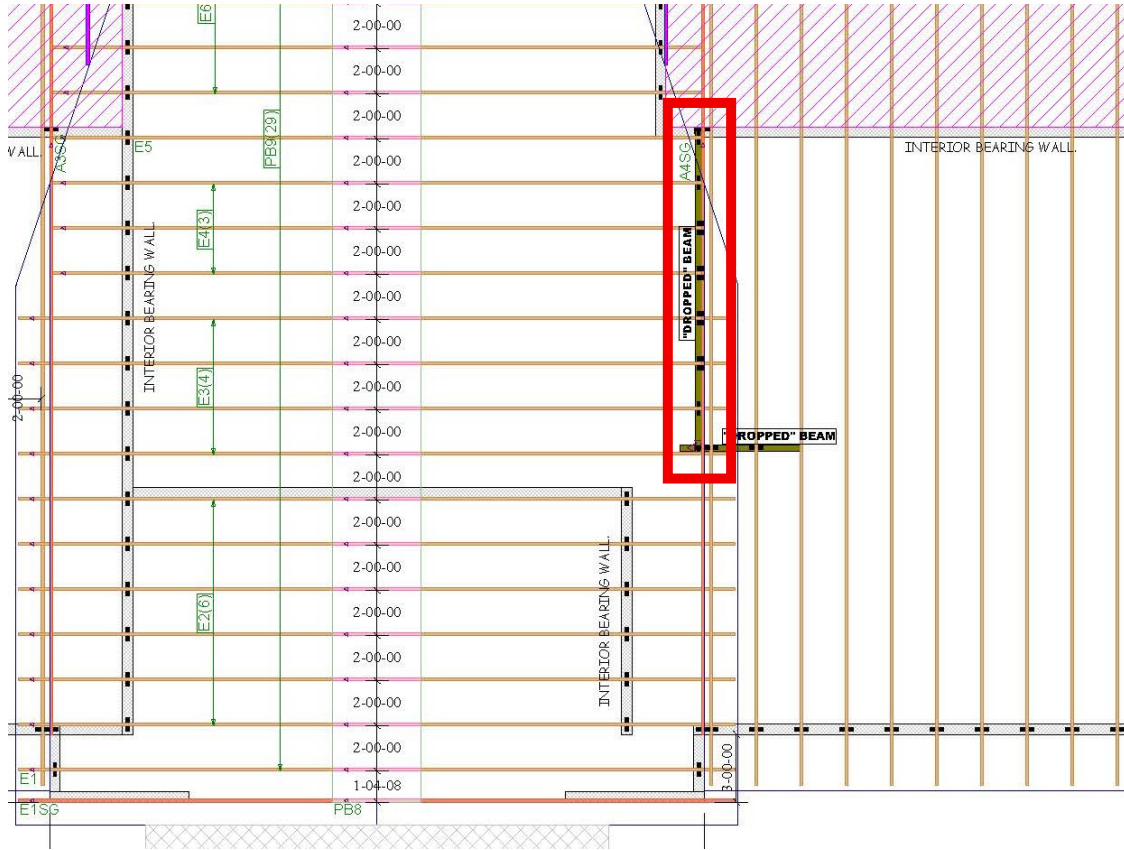 E6
2-00-00
2-00-00
2-00-00
PB9(29)
WALL.
A3SG
E5
2-00-00
A4SG
INTERIOR BEARING WALL.
2-00-00
E4(3)
2-00-00
INTERIOR BEARING WALL.
"DROPPED" BEAM
2-00-00
2-00-00
2-00-00
E3(4)
2-00-00
2-00-00
2-00-00
"DROPPED" BEAM
2-00-00
2-00-00
2-00-00
E2(6)
2-00-00
INTERIOR BEARING WALL.
2-00-00
2-00-00
2-00-00
3-00-00
E1
1-04-08
E1SG
PB8